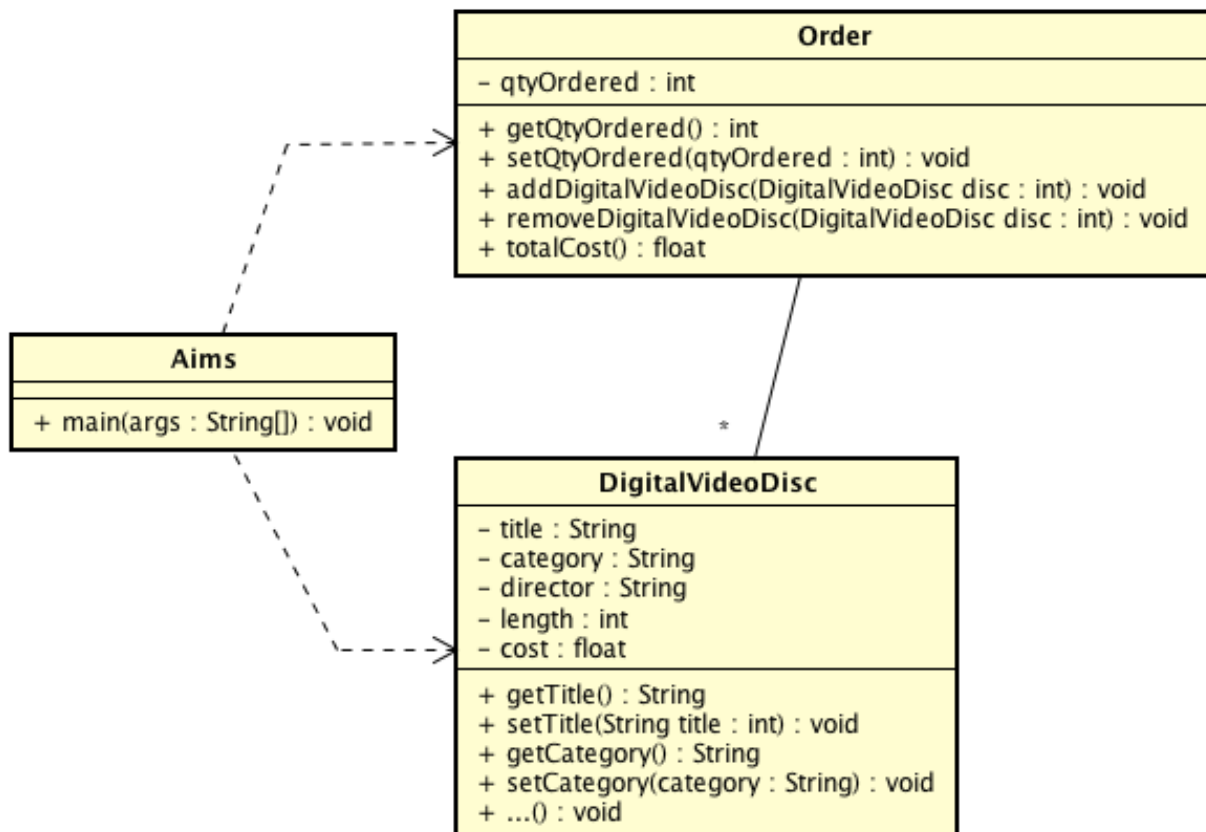 Order
- qtyOrdered : int
+ getQtyOrdered() : int
+ setQtyOrdered(qtyOrdered : int) : void
+ addDigitalVideoDisc(DigitalVideoDisc disc : int) : void
+ removeDigitalVideoDisc(DigitalVideoDisc disc : int) : void
+ totalCost() : float
Aims
+ main(args : String[]) : void
*
DigitalVideoDisc
- title : String
- category : String
- director : String
- length : int
- cost : float
+ getTitle() : String
+ setTitle(String title : int) : void
+ getCategory() : String
+ setCategory(category : String) : void
+ ...() : void